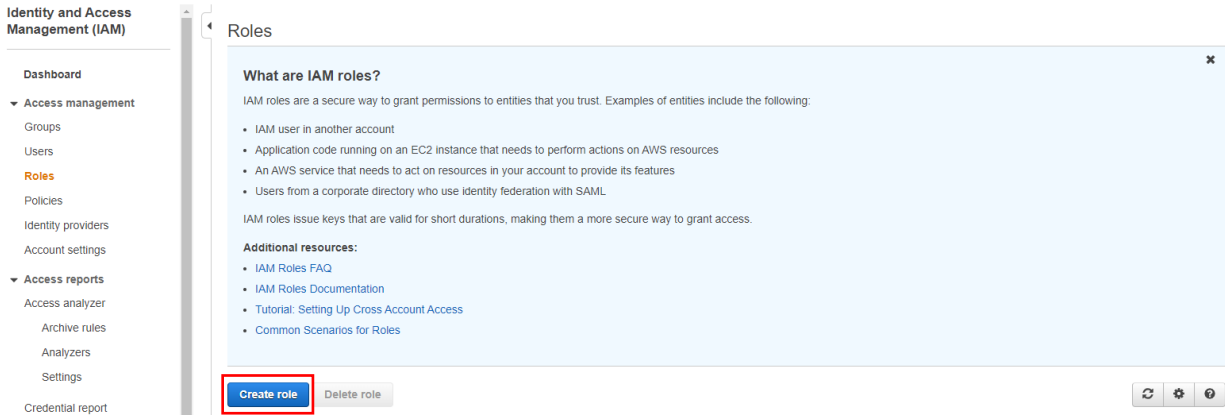 Identity and Access
Management (IAM)
Dashboard
Access management
Groups
Users
Roles
Policies
Identity providers
Account settings
Access reports
Access analyzer
Archive rules
Analyzers
Settings
Credential report
Roles
What are IAM roles?
IAM roles are a secure way to grant permissions to entities that you trust. Examples of entities include the following:
IAM user in another account
Application code running on an EC2 instance that needs to perform actions on AWS resources
An AWS service that needs to act on resources in your account to provide its features
Users from a corporate directory who use identity federation with SAML
IAM roles issue keys that are valid for short durations, making them a more secure way to grant access.
Additional resources:
IAM Roles FAQ
IAM Roles Documentation
Tutorial: Setting Up Cross Account Access
Common Scenarios for Roles
Create role
Delete role